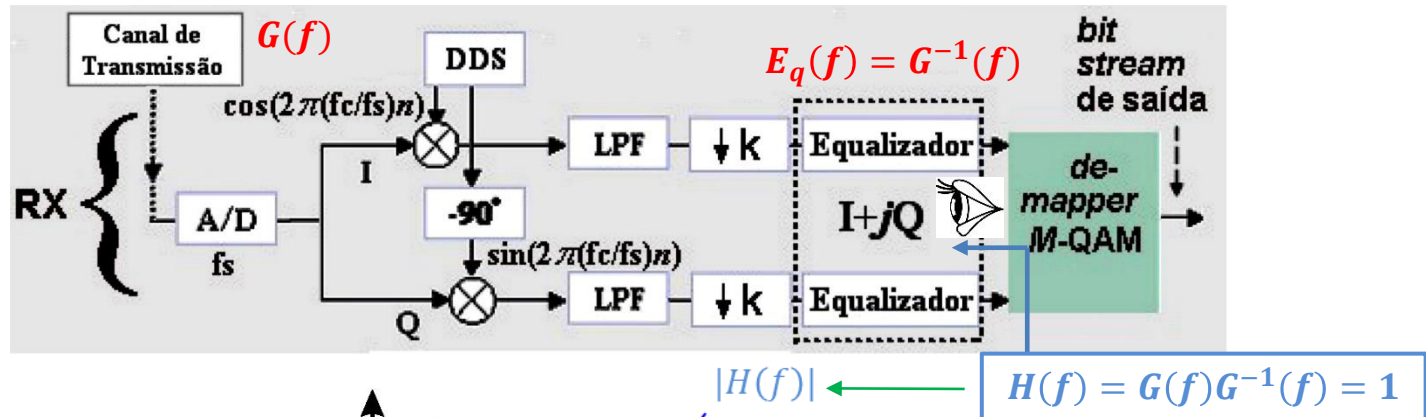 Canal de
Transmissão
G(f)
DDS
E_q(f) = G⁻¹(f)
bit
stream
de saída
cos(2π(fc/fs)n)
RX
I
LPF
↓k
Equalizador
A/D
fs
-90°
I+jQ
de-
mapper
M-QAM
sin(2π(fc/fs)n)
Q
LPF
↓k
Equalizador
|H(f)|
H(f) = G(f)G⁻¹(f) = 1